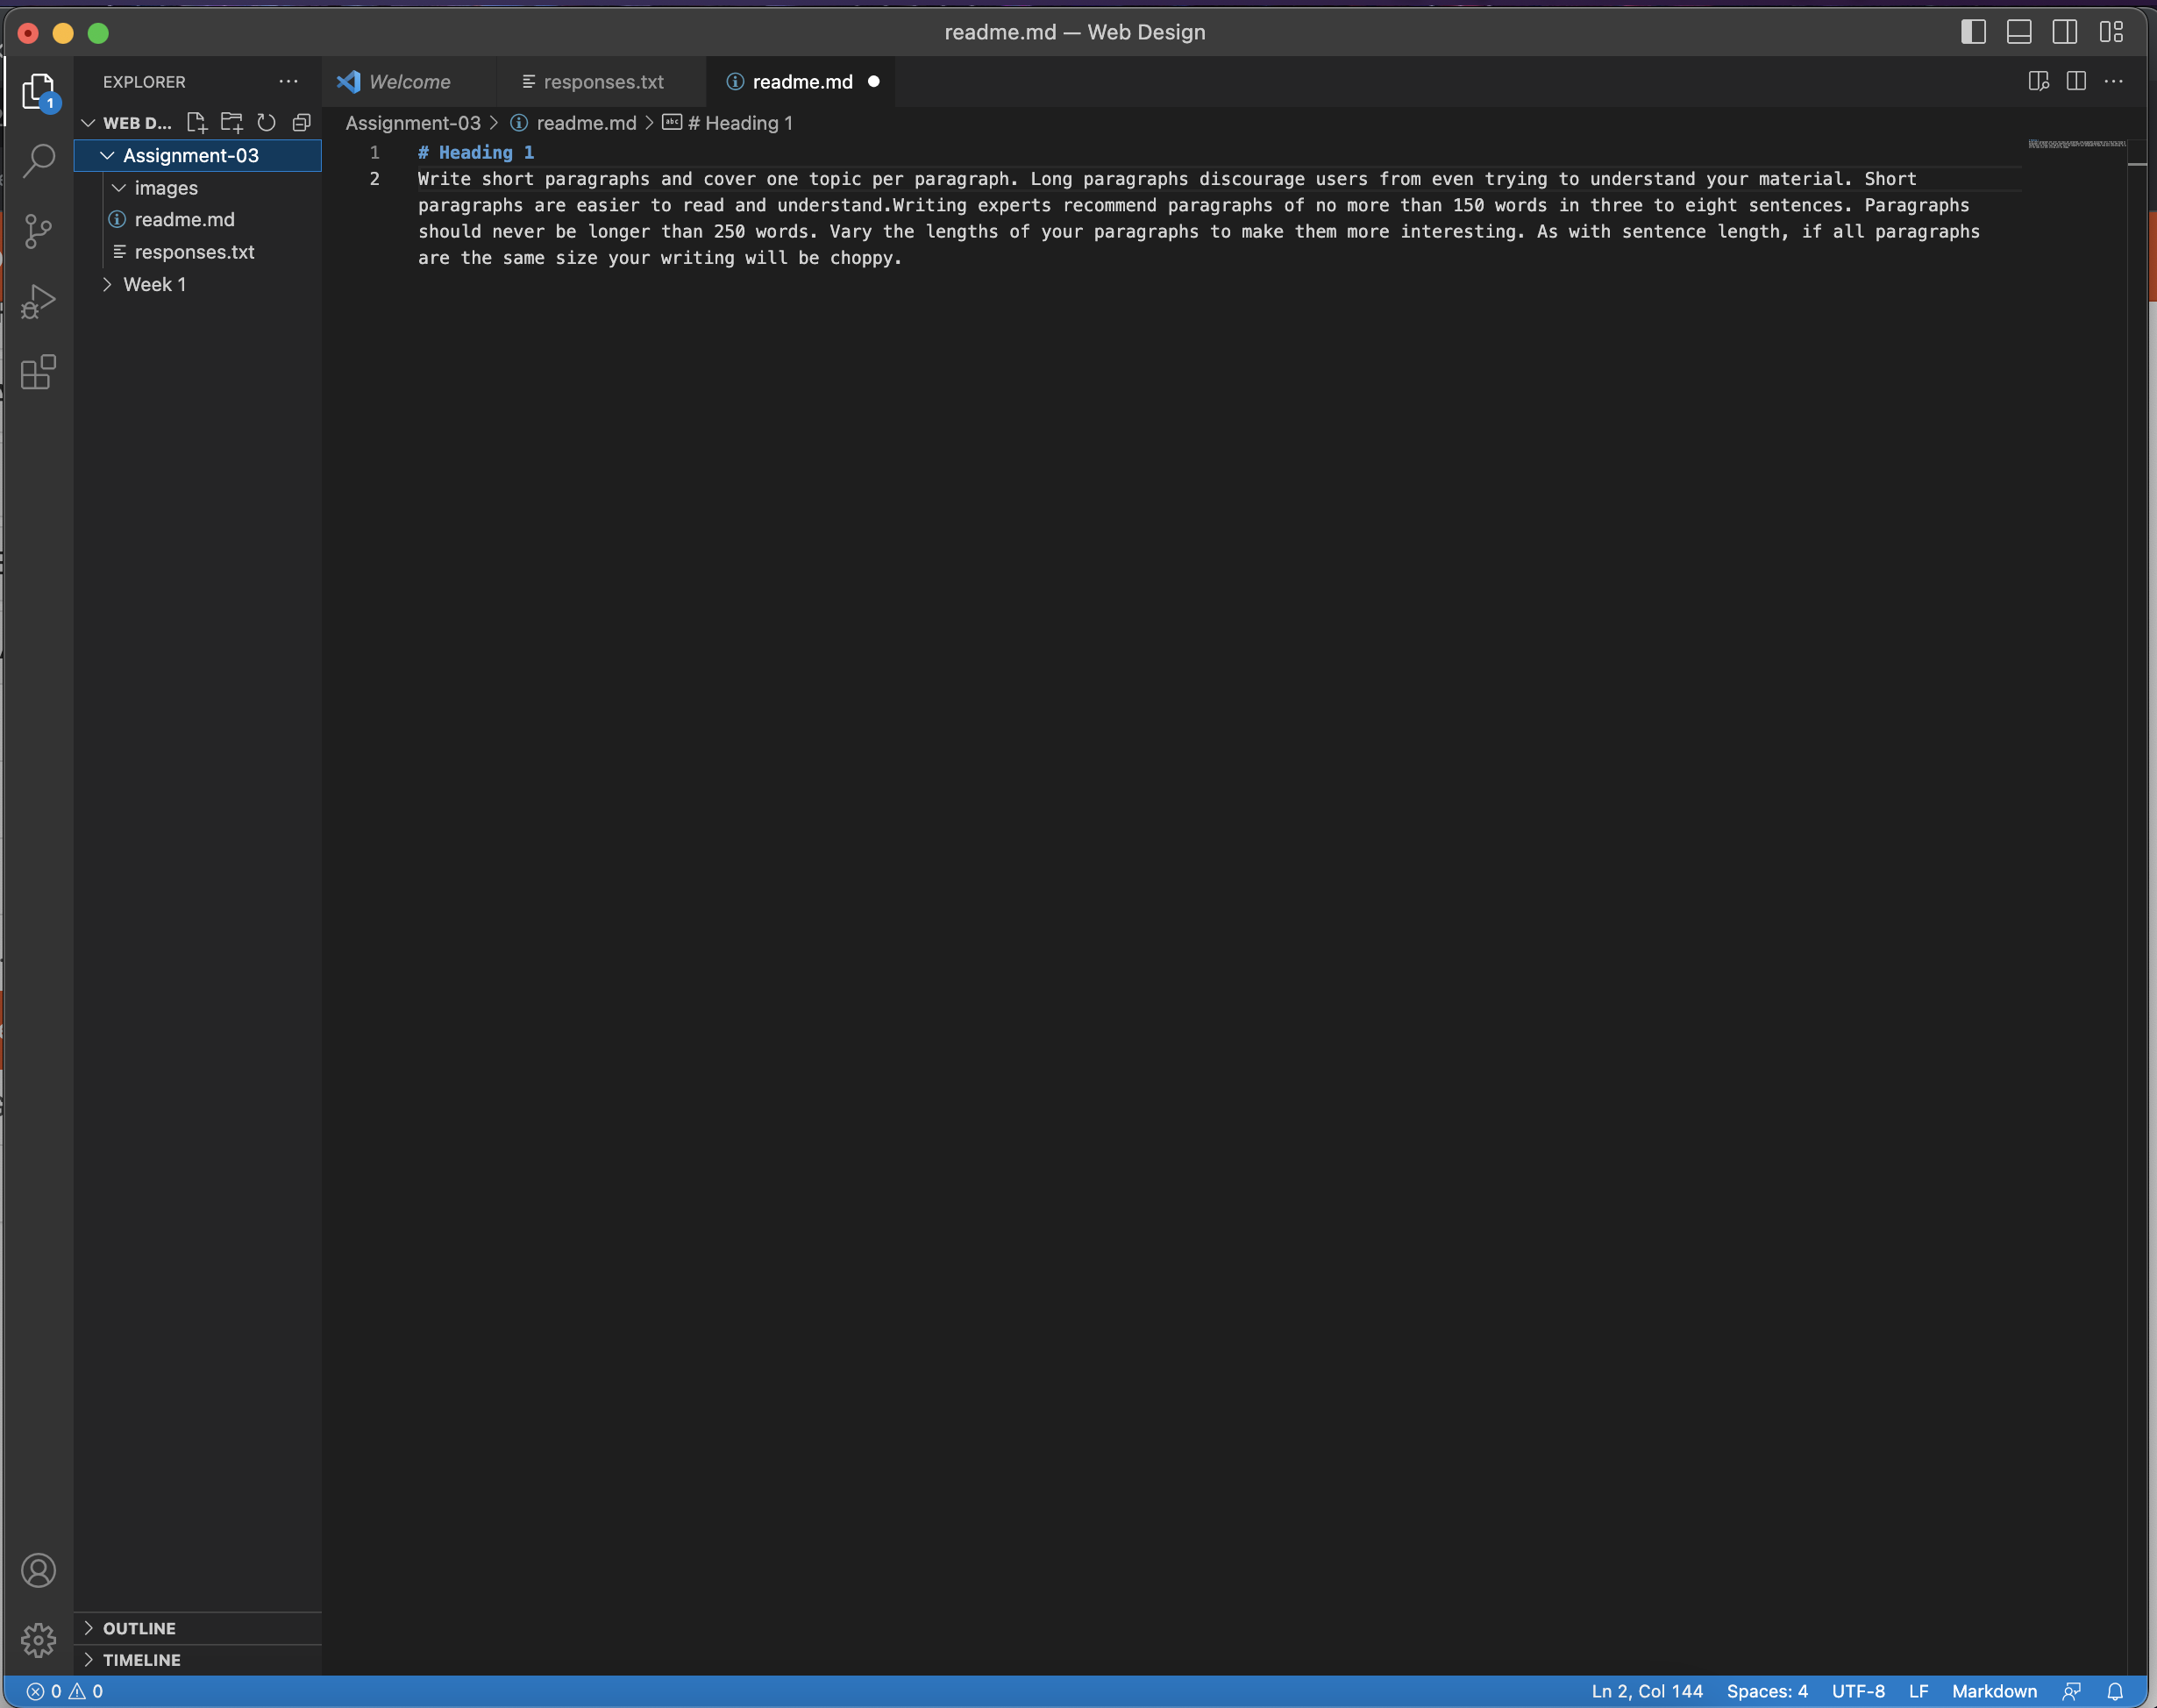 readme.md — Web Design
EXPLORER
Welcome
responses.txt
readme.md
1
WEB D...
Assignment-03 > readme.md > # Heading 1
Assignment-03
images
readme.md
responses.txt
Week 1
1 # Heading 1
2 Write short paragraphs and cover one topic per paragraph. Long paragraphs discourage users from even trying to understand your material. Short
paragraphs are easier to read and understand.Writing experts recommend paragraphs of no more than 150 words in three to eight sentences. Paragraphs
should never be longer than 250 words. Vary the lengths of your paragraphs to make them more interesting. As with sentence length, if all paragraphs
are the same size your writing will be choppy.
OUTLINE
TIMELINE
0 0
Ln 2, Col 144 Spaces: 4 UTF-8 LF Markdown